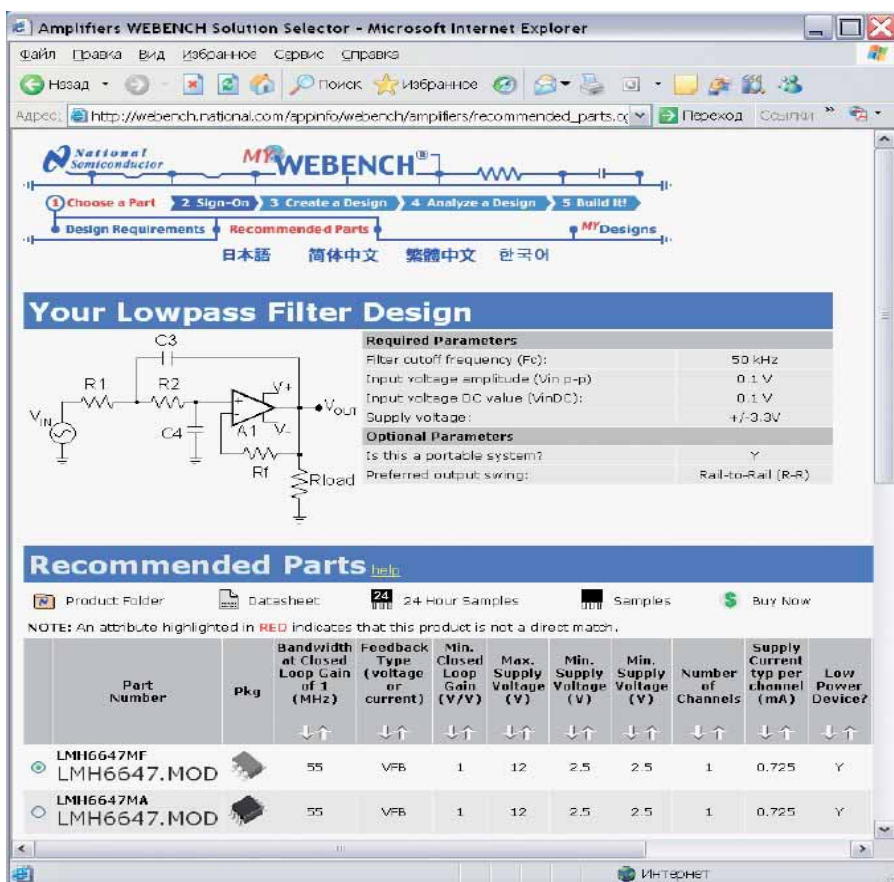 Amplifiers WEBENCH Solution Selector - Microsoft Internet Explorer
Файл Правка Вид Избранное Сервис Справка
Назад Поиск Избранное
Адрес: http://webench.national.com/appinfo/webench/amplifiers/recommended_parts.cg Переход Ссылки »
National Semiconductor MY WEBENCH®
1 Choose a Part 2 Sign-On 3 Create a Design 4 Analyze a Design 5 Build It!
Design Requirements Recommended Parts MY Designs
日本語 简体中文 繁體中文 한국어
Your Lowpass Filter Design
C3
R1 R2
V+
VIN
VOUT
C4 A1 V-
Rf Rload
Required Parameters
Filter cutoff frequency (Fc): 50 kHz
Input voltage amplitude (Vin p-p) 0.1 V
Input voltage DC value (VinDC): 0.1 V
Supply voltage: +/-3.3V
Optional Parameters
Is this a portable system? Y
Preferred output swing: Rail-to-Rail (R-R)
Recommended Parts help
Product Folder Datasheet 24 24 Hour Samples Samples $ Buy Now
NOTE: An attribute highlighted in RED indicates that this product is not a direct match.
Part Number Pkg Bandwidth at Closed Loop Gain of 1 (MHz) Feedback Type (voltage or current) Min. Closed Loop Gain (V/V) Max. Supply Voltage (V) Min. Supply Voltage (V) Min. Supply Voltage (V) Number of Channels Supply Current typ per channel (mA) Low Power Device?
LMH6647MF
LMH6647.MOD 55 VFB 1 12 2.5 2.5 1 0.725 Y
LMH6647MA
LMH6647.MOD 55 VFB 1 12 2.5 2.5 1 0.725 Y
Интернет